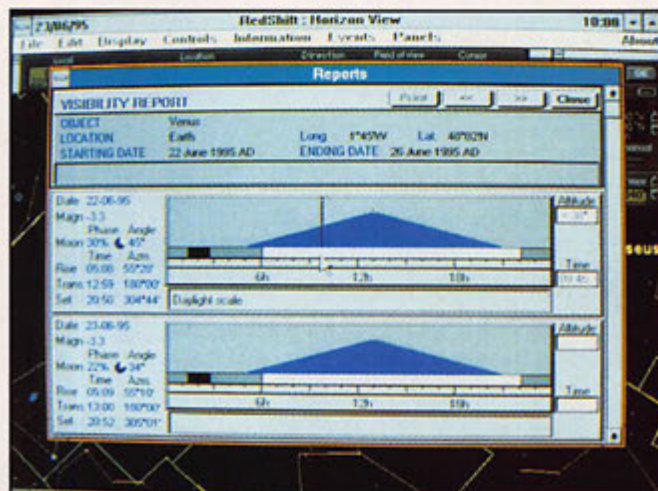 23/06/95 RedShift : Horizon View 10:00
File Edit Display Controls Information Events Panels About
Local Location Direction Field of view Cursor
Reports
VISIBILITY REPORT Print << >> Close
OBJECT Venus
LOCATION Earth Long. 1°45'W Lat. 48°02'N
STARTING DATE 22 June 1995 AD ENDING DATE 26 June 1995 AD
Date 22-06-95 Altitude
Magn -3.3
Phase Angle
Moon 30% 45°
Time Azm.
Rise 05:08 55°20'
6h 12h 18h Time
Trans. 12:59 180°00'
Set 20:50 304°44' Daylight scale
Date 23-06-95 Altitude
Magn -3.3
Phase Angle
Moon 22% 34°
Time Azm.
Rise 05:09 55°10'
6h 12h 18h Time
Trans. 13:00 180°00'
Set 20:52 305°01'
seus